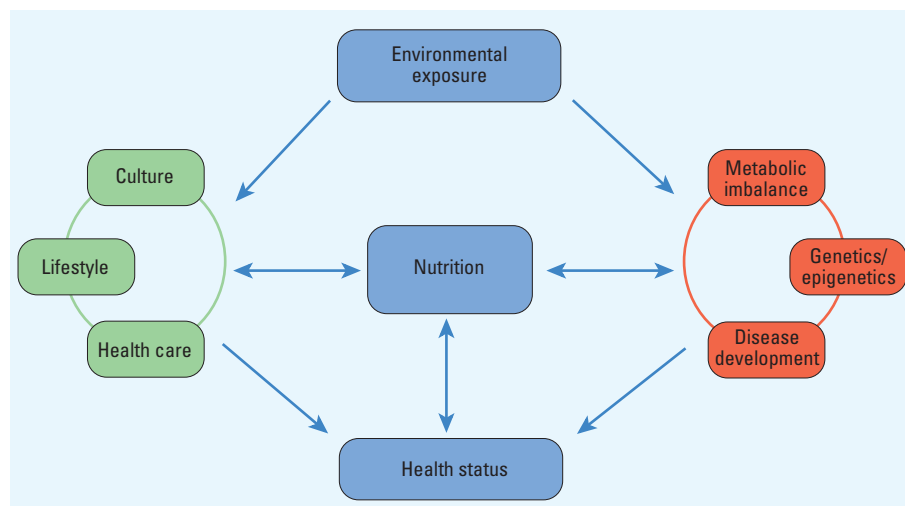 Environmental
exposure
Culture
Metabolic
imbalance
Lifestyle
Nutrition
Genetics/
epigenetics
Health care
Disease
development
Health status